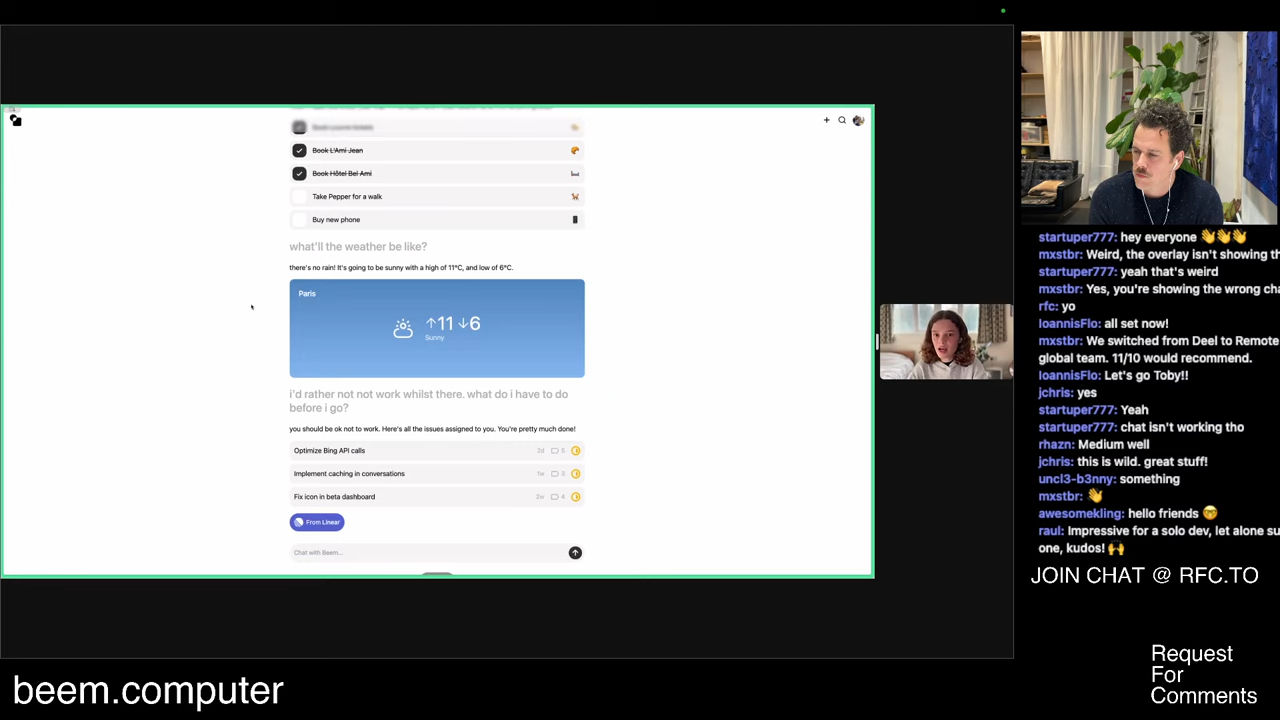 Book L'Ami Jean
Book Hôtel Bel Ami
Take Pepper for a walk
Buy new phone
what'll the weather be like?
there's no rain! It's going to be sunny with a high of 11°C, and low of 6°C.
Paris
↑11 ↓6
Sunny
i'd rather not not work whilst there. what do i have to do
before i go?
you should be ok not to work. Here's all the issues assigned to you. You're pretty much done!
Optimize Bing API calls 2d 5
Implement caching in conversations 1w 3
Fix icon in beta dashboard 2w 4
From Linear
Chat with Beem...
startuper777: hey everyone 👋👋👋
mxstbr: Weird, the overlay isn't showing th
startuper777: yeah that's weird
mxstbr: Yes, you're showing the wrong cha
rfc: yo
IoannisFlo: all set now!
mxstbr: We switched from Deel to Remote
global team. 11/10 would recommend.
IoannisFlo: Let's go Toby!!
jchris: yes
startuper777: Yeah
startuper777: chat isn't working tho
rhazn: Medium well
jchris: this is wild. great stuff!
uncl3-b3nny: something
mxstbr: 👋
awesomekling: hello friends 🤓
raul: Impressive for a solo dev, let alone su
one, kudos! 🙌
JOIN CHAT @ RFC.TO
beem.computer
Request
For
Comments